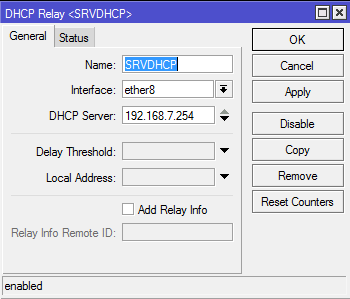 DHCP Relay <SRVDHCP>
General Status
Name: SRVDHCP
Interface: ether8
DHCP Server: 192.168.7.254
Delay Threshold:
Local Address:
Add Relay Info
Relay Info Remote ID:
OK
Cancel
Apply
Disable
Copy
Remove
Reset Counters
enabled